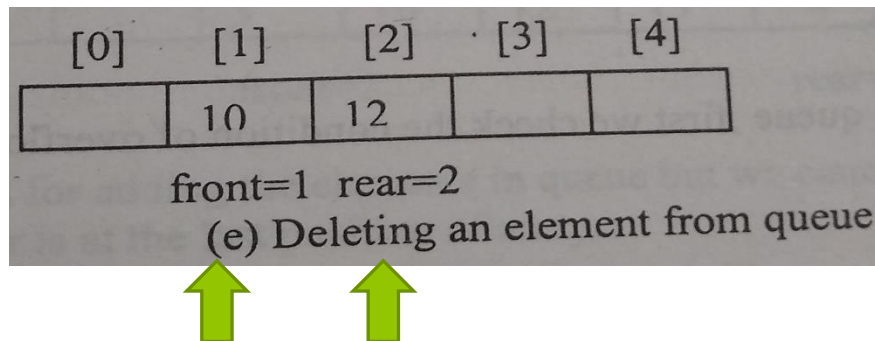 [0] [1] [2] [3] [4]
10 12
front=1 rear=2
(e) Deleting an element from queue